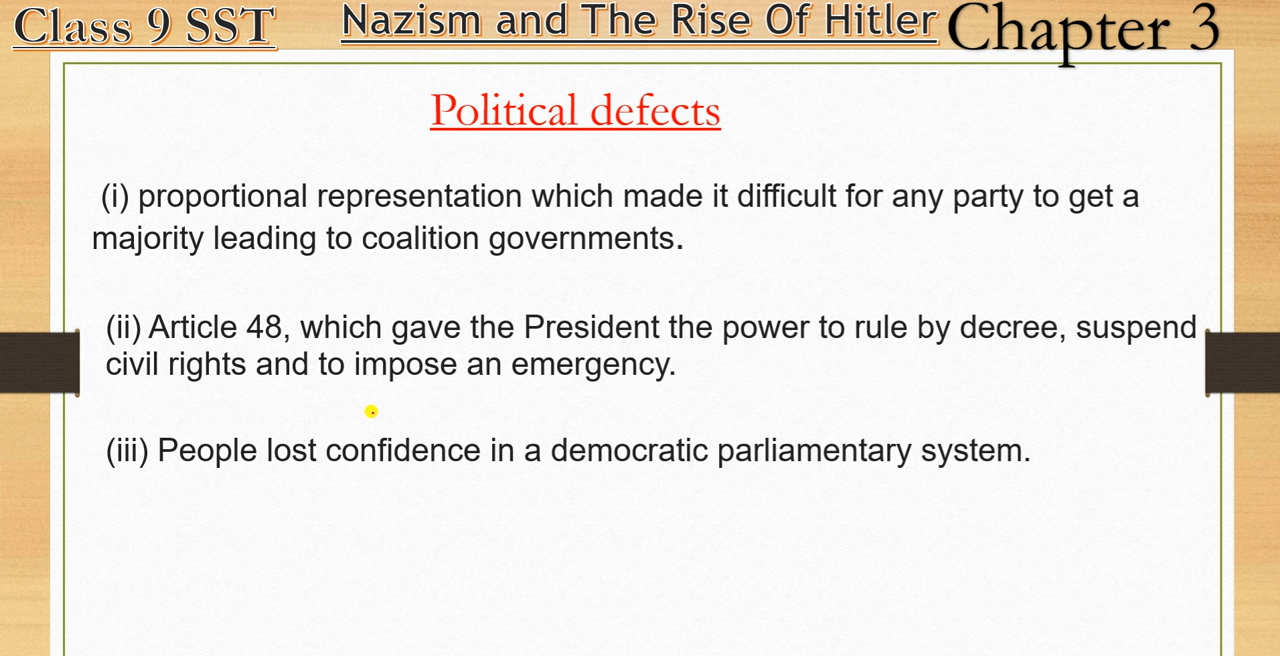 Class 9 SST Nazism and The Rise Of Hitler Chapter 3
Political defects
(i) proportional representation which made it difficult for any party to get a
majority leading to coalition governments.
(ii) Article 48, which gave the President the power to rule by decree, suspend
civil rights and to impose an emergency.
(iii) People lost confidence in a democratic parliamentary system.